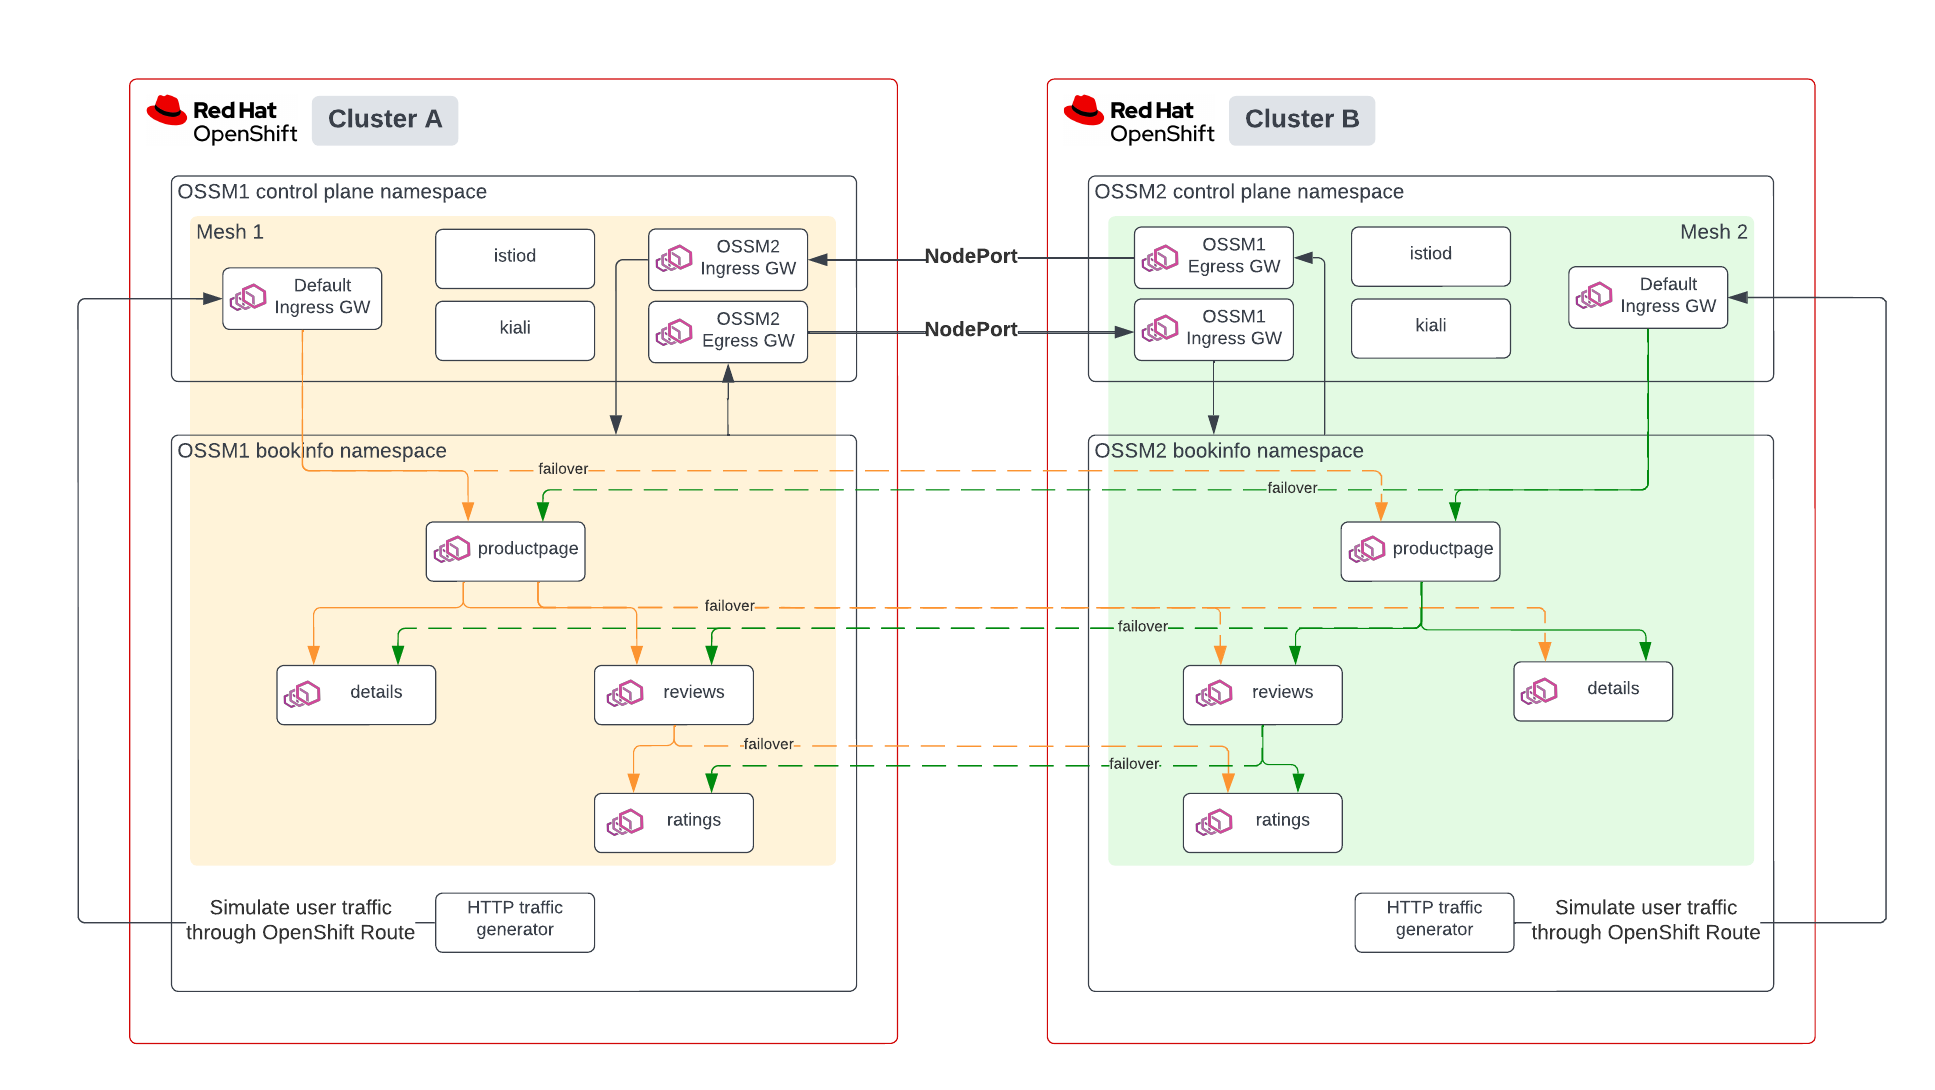 Red Hat
OpenShift
Cluster A
OSSM1 control plane namespace
Mesh 1
Default
Ingress GW
istiod
kiali
OSSM2
Ingress GW
OSSM2
Egress GW
NodePort
NodePort
OSSM1 bookinfo namespace
failover
productpage
failover
details
reviews
failover
ratings
Simulate user traffic
through OpenShift Route
HTTP traffic
generator
Red Hat
OpenShift
Cluster B
OSSM2 control plane namespace
Mesh 2
OSSM1
Egress GW
OSSM1
Ingress GW
istiod
kiali
Default
Ingress GW
OSSM2 bookinfo namespace
failover
productpage
failover
reviews
details
failover
ratings
HTTP traffic
generator
Simulate user traffic
through OpenShift Route